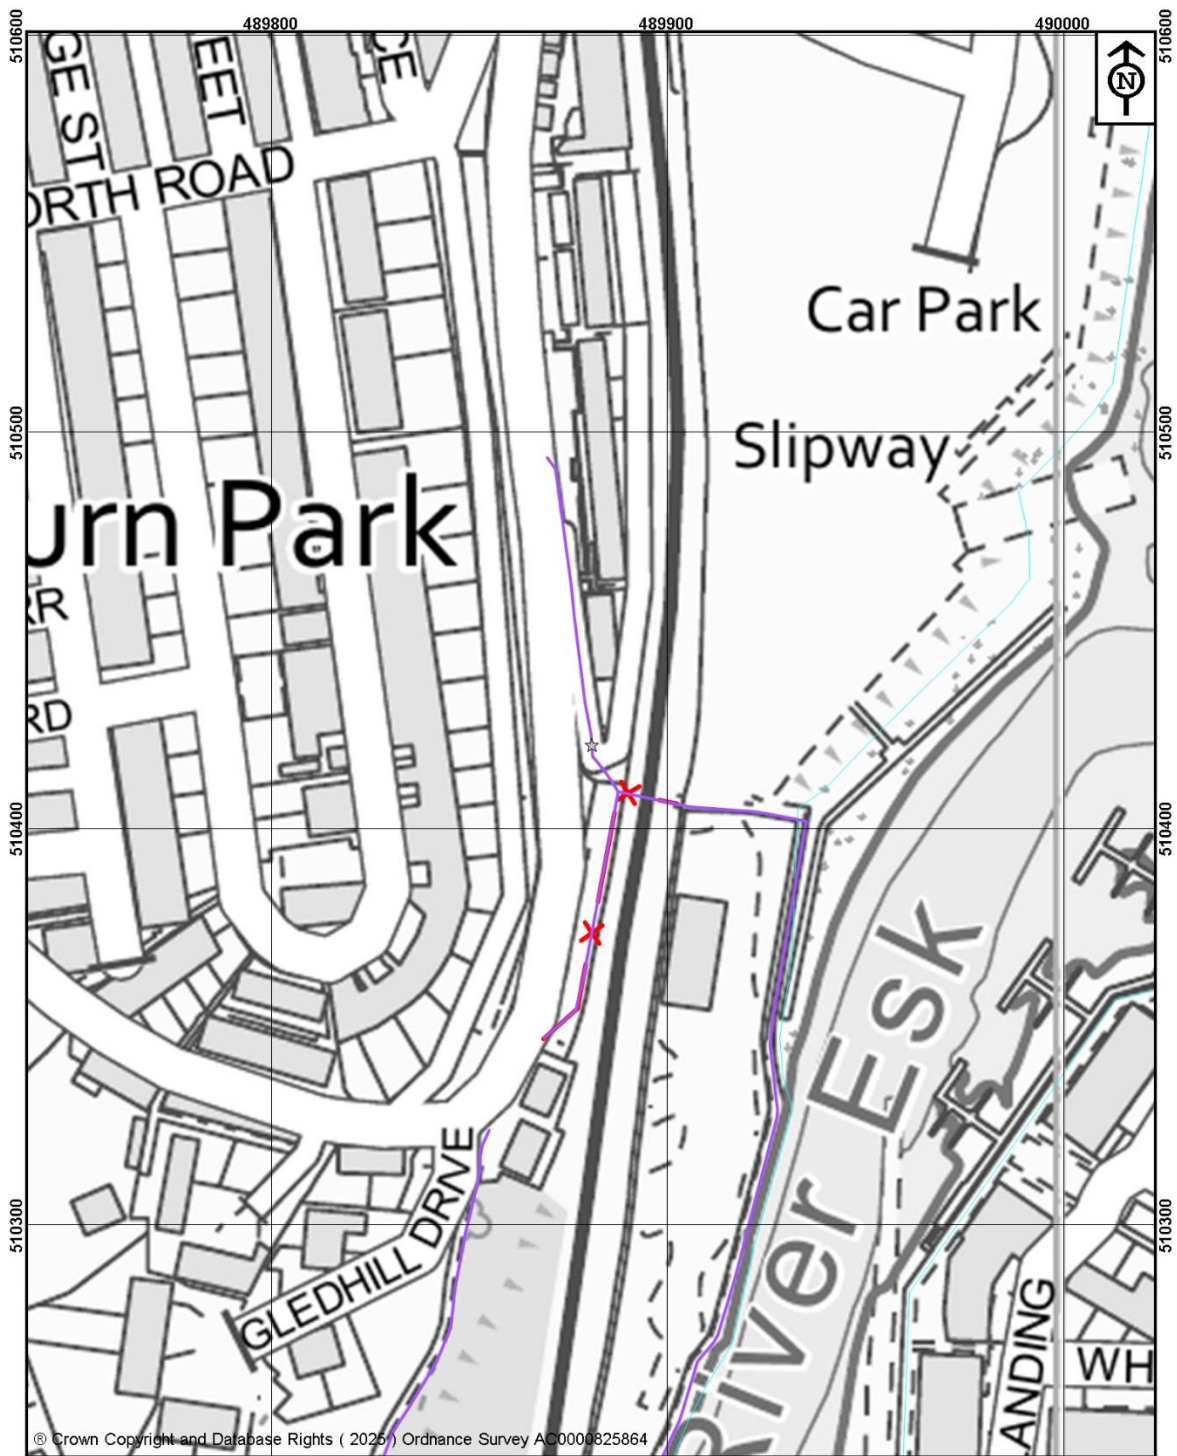 489800
489900
490000
510600
510600
N
GE ST
EET
CE
ORTH ROAD
Car Park
510500
Slipway
510500
urn Park
RR
RD
510400
510400
River Esk
DRIVE
510300
510300
GLEDHILL
ANDING
WH
® Crown Copyright and Database Rights ( 2025 ) Ordnance Survey AC0000825864